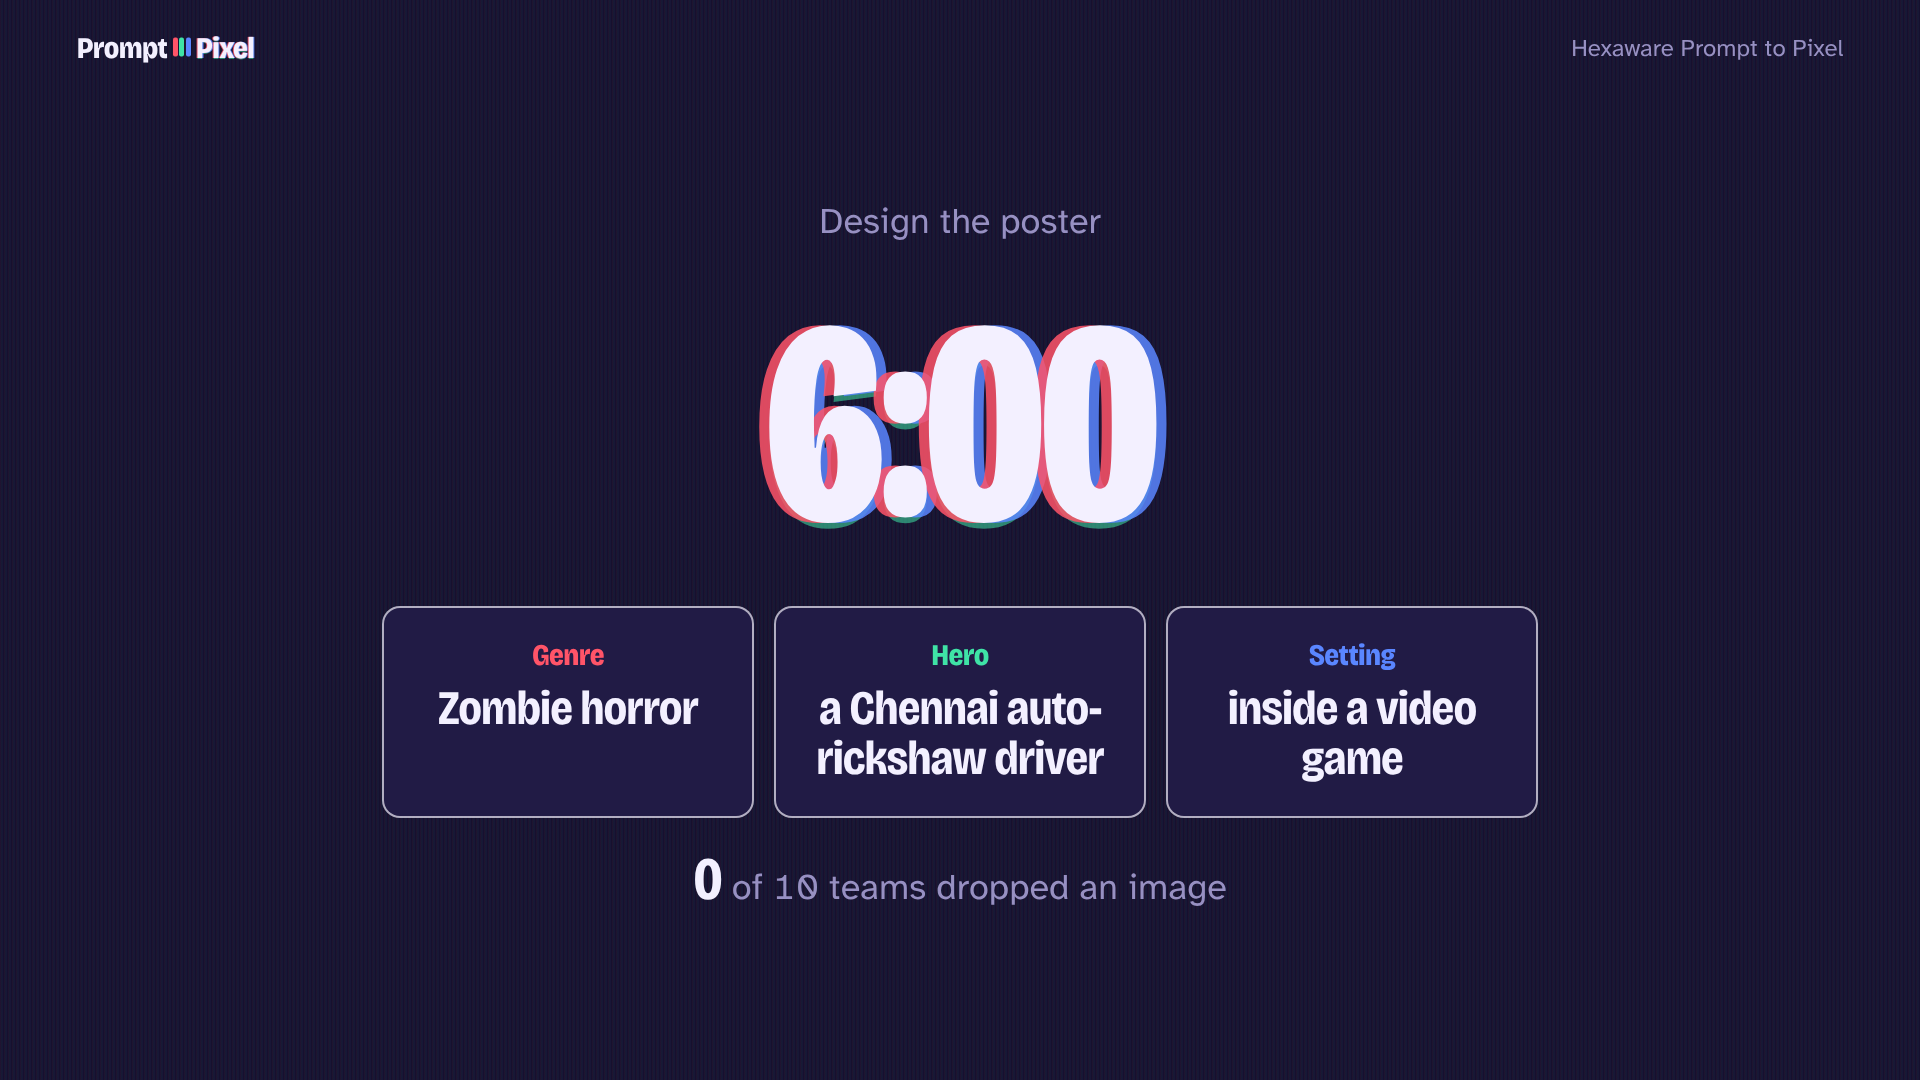 Prompt Pixel
Hexaware Prompt to Pixel
Design the poster
6:00
Genre
Zombie horror
Hero
a Chennai auto-
rickshaw driver
Setting
inside a video
game
0 of 10 teams dropped an image